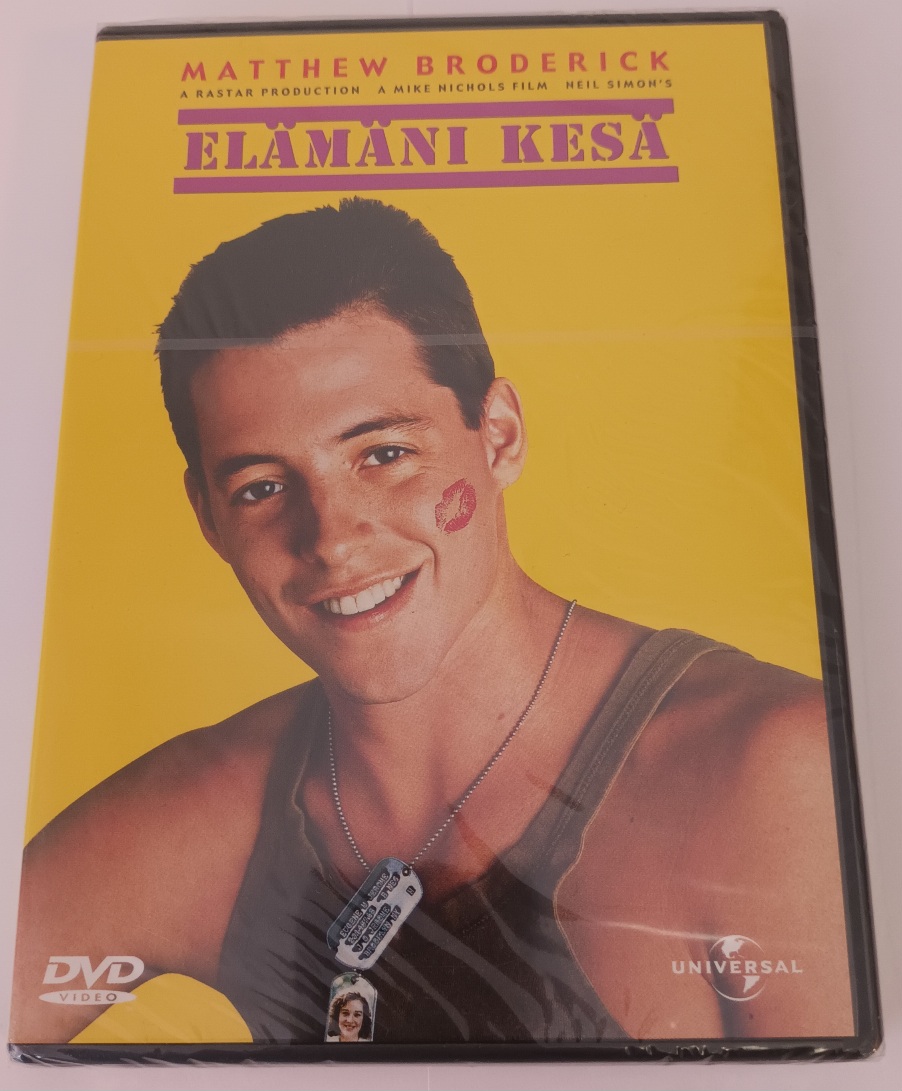 MATTHEW BRODERICK
A RASTAR PRODUCTION A MIKE NICHOLS FILM NEIL SIMON'S
ELÄMÄNI KESÄ
DVD
VIDEO
UNIVERSAL